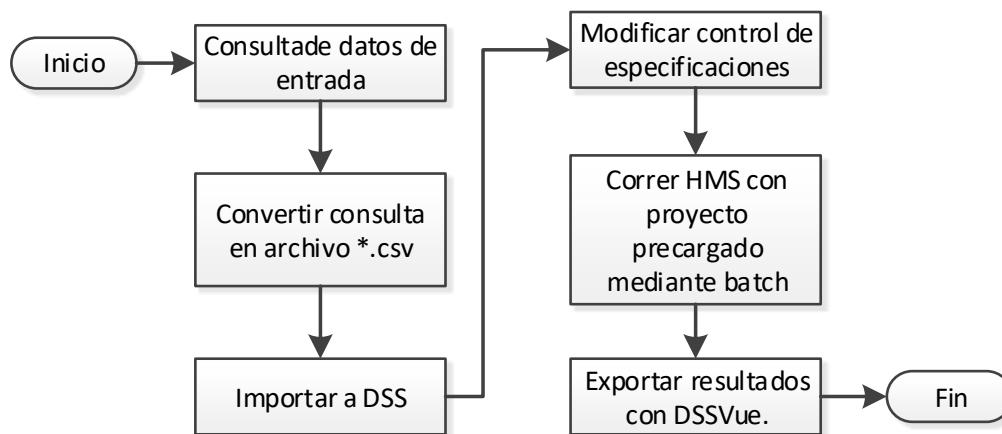 Inicio
Consultade datos de
entrada
Convertir consulta
en archivo *.csv
Importar a DSS
Modificar control de
especificaciones
Correr HMS con
proyecto
precargado
mediante batch
Exportar resultados
con DSSVue.
Fin